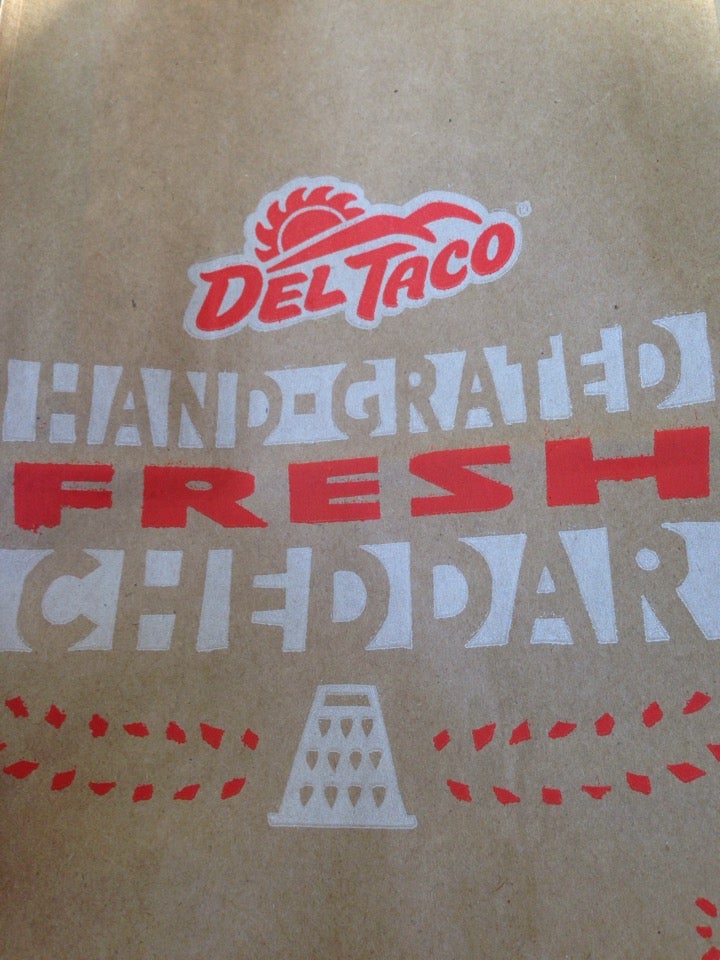 DEL TACO®
HAND-GRATED
FRESH
CHEDDAR